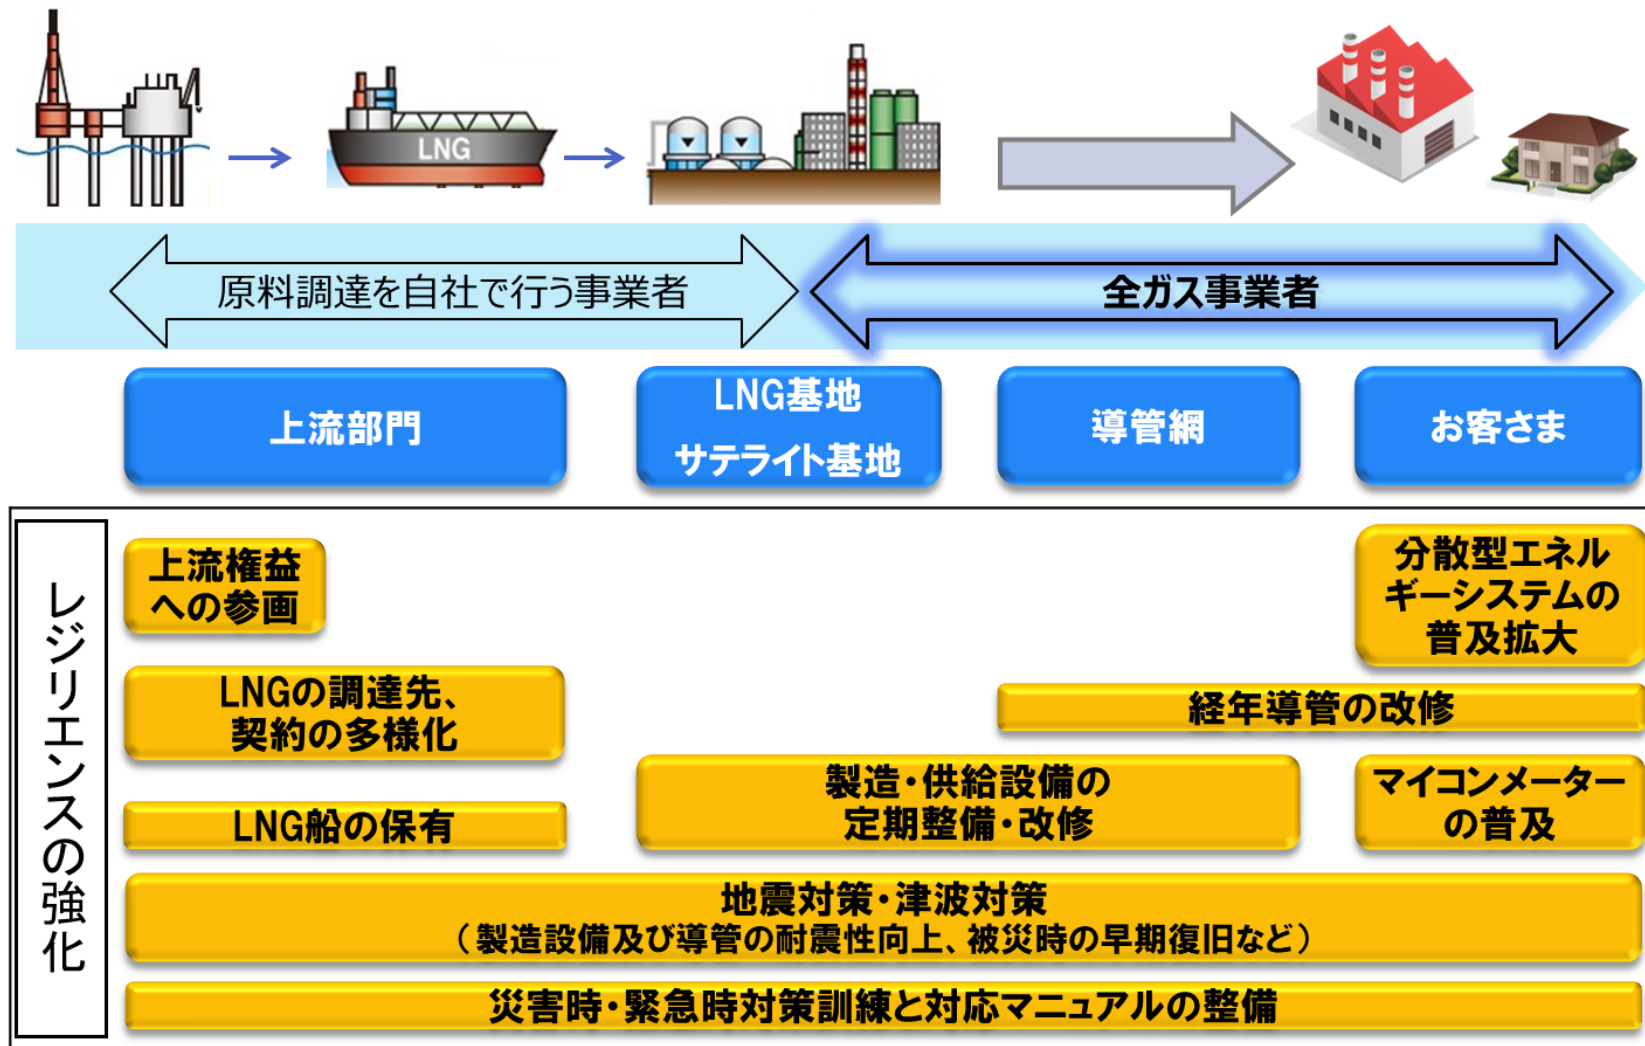 LNG
原料調達を自社で行う事業者
全ガス事業者
上流部門
LNG基地
サテライト基地
導管網
お客さま
レジリエンスの強化
上流権益
への参画
分散型エネル
ギーシステムの
普及拡大
LNGの調達先、
契約の多様化
経年導管の改修
製造・供給設備の
定期整備・改修
マイコンメーター
の普及
LNG船の保有
地震対策・津波対策
（製造設備及び導管の耐震性向上、被災時の早期復旧など）
災害時・緊急時対策訓練と対応マニュアルの整備